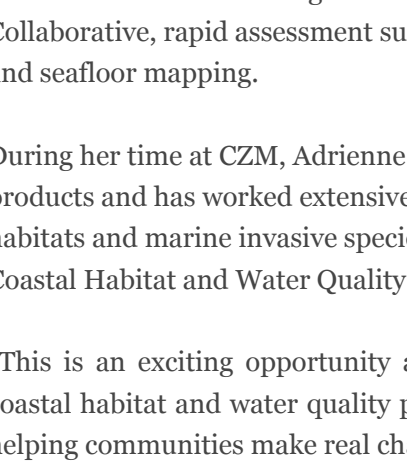 Collaborative, rapid assessment su
and seafloor mapping.
During her time at CZM, Adrienne
products and has worked extensive
habitats and marine invasive speci
Coastal Habitat and Water Quality
This is an exciting opportunity a
coastal habitat and water quality p
helping communities make real cha